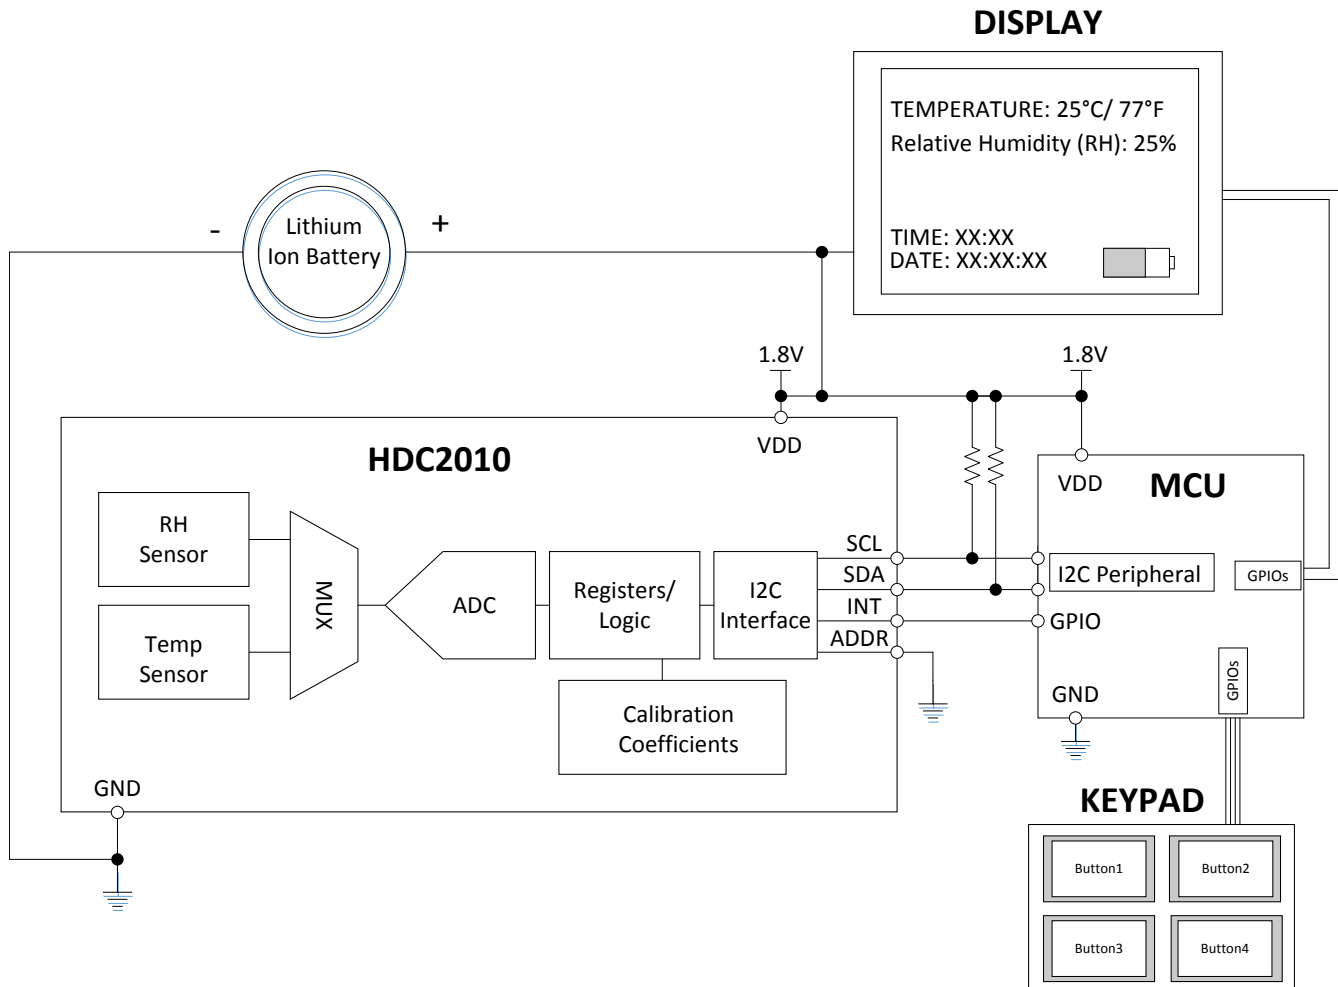 DISPLAY
TEMPERATURE: 25°C/ 77°F
Relative Humidity (RH): 25%
TIME: XX:XX
DATE: XX:XX:XX
-
Lithium
Ion Battery
+
1.8V
1.8V
VDD
HDC2010
VDD
MCU
RH
Sensor
Temp
Sensor
MUX
ADC
Registers/
Logic
I2C
Interface
Calibration
Coefficients
SCL
SDA
INT
ADDR
I2C Peripheral
GPIO
GPIOs
GPIOs
GND
GND
KEYPAD
Button1
Button2
Button3
Button4